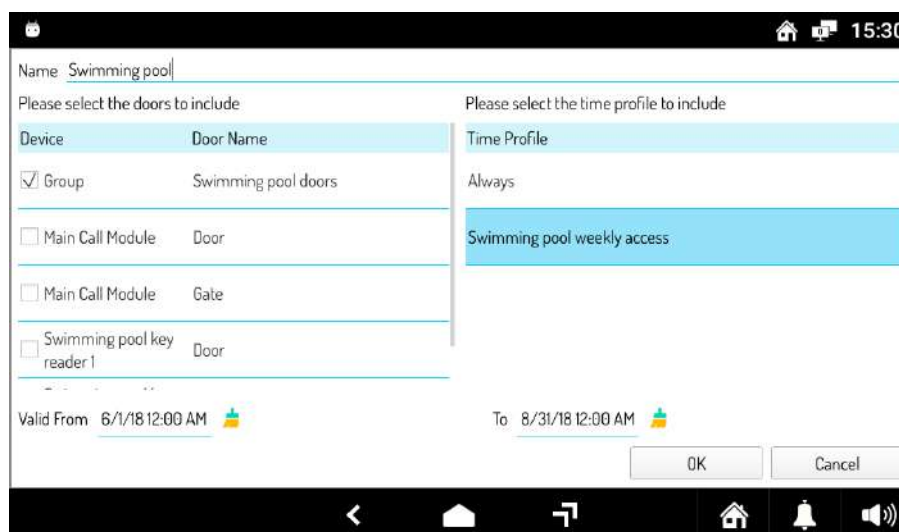 15:30
Name Swimming pool
Please select the doors to include
Please select the time profile to include
Device Door Name
Time Profile
Group Swimming pool doors
Always
Main Call Module Door
Swimming pool weekly access
Main Call Module Gate
Swimming pool key
reader 1 Door
Valid From 6/1/18 12:00 AM
To 8/31/18 12:00 AM
OK Cancel